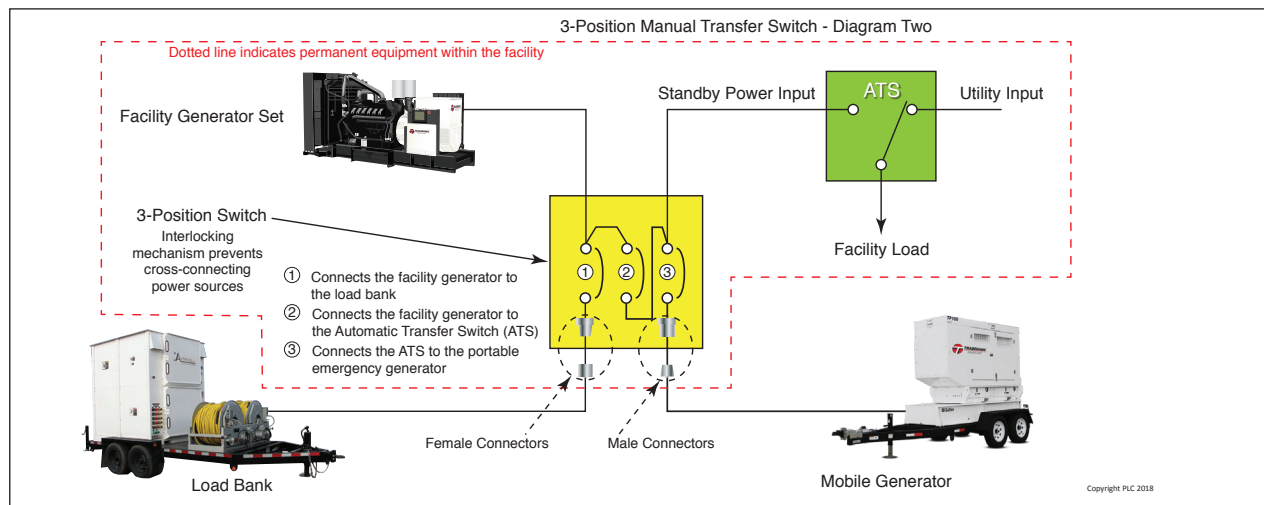 3-Position Manual Transfer Switch - Diagram Two
Dotted line indicates permanent equipment within the facility
Facility Generator Set
Standby Power Input
ATS
Utility Input
Facility Load
3-Position Switch
Interlocking
mechanism prevents
cross-connecting
power sources
1 2 3
① Connects the facility generator to
the load bank
② Connects the facility generator to
the Automatic Transfer Switch (ATS)
③ Connects the ATS to the portable
emergency generator
Female Connectors
Male Connectors
Load Bank
Mobile Generator
Copyright PLC 2018